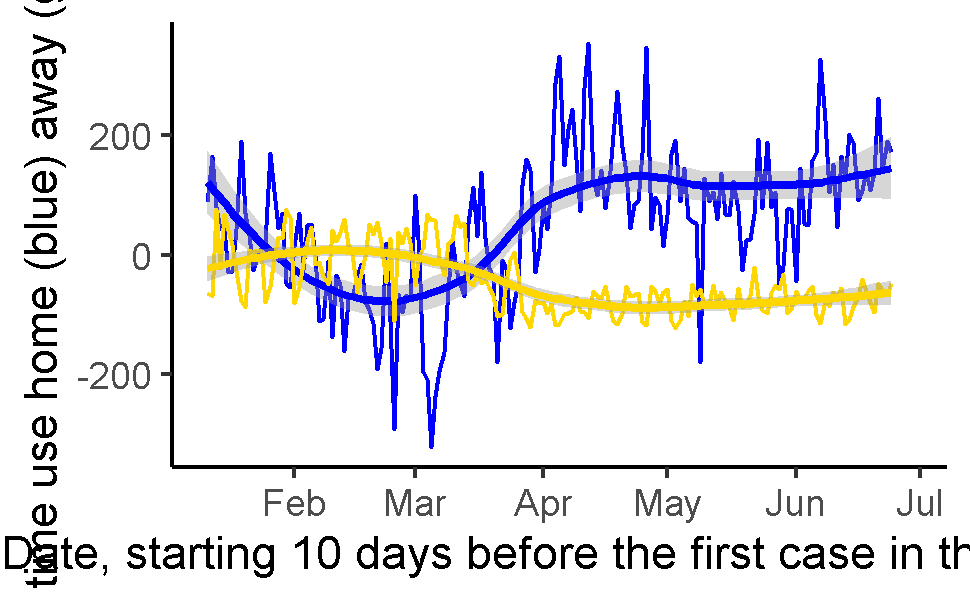 time use home (blue) away (
200
0
-200
Feb Mar Apr May Jun Jul
Date, starting 10 days before the first case in th